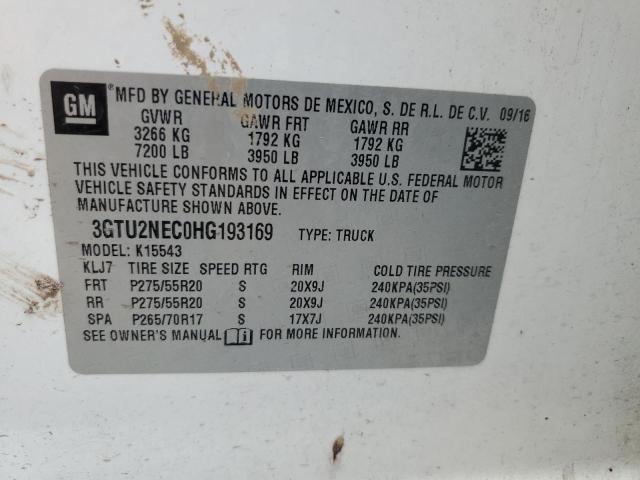 GM ® MFD BY GENERAL MOTORS DE MEXICO, S. DE R.L. DE C.V. 09/16
GVWR GAWR FRT GAWR RR
3266 KG 1792 KG 1792 KG
7200 LB 3950 LB 3950 LB
THIS VEHICLE CONFORMS TO ALL APPLICABLE U.S. FEDERAL MOTOR
VEHICLE SAFETY STANDARDS IN EFFECT ON THE DATE OF
MANUFACTURE SHOWN ABOVE.
3GTU2NEC0HG193169 TYPE: TRUCK
MODEL: K15543
KLJ7 TIRE SIZE SPEED RTG RIM COLD TIRE PRESSURE
FRT P275/55R20 S 20X9J 240KPA(35PSI)
RR P275/55R20 S 20X9J 240KPA(35PSI)
SPA P265/70R17 S 17X7J 240KPA(35PSI)
SEE OWNER'S MANUAL FOR MORE INFORMATION.